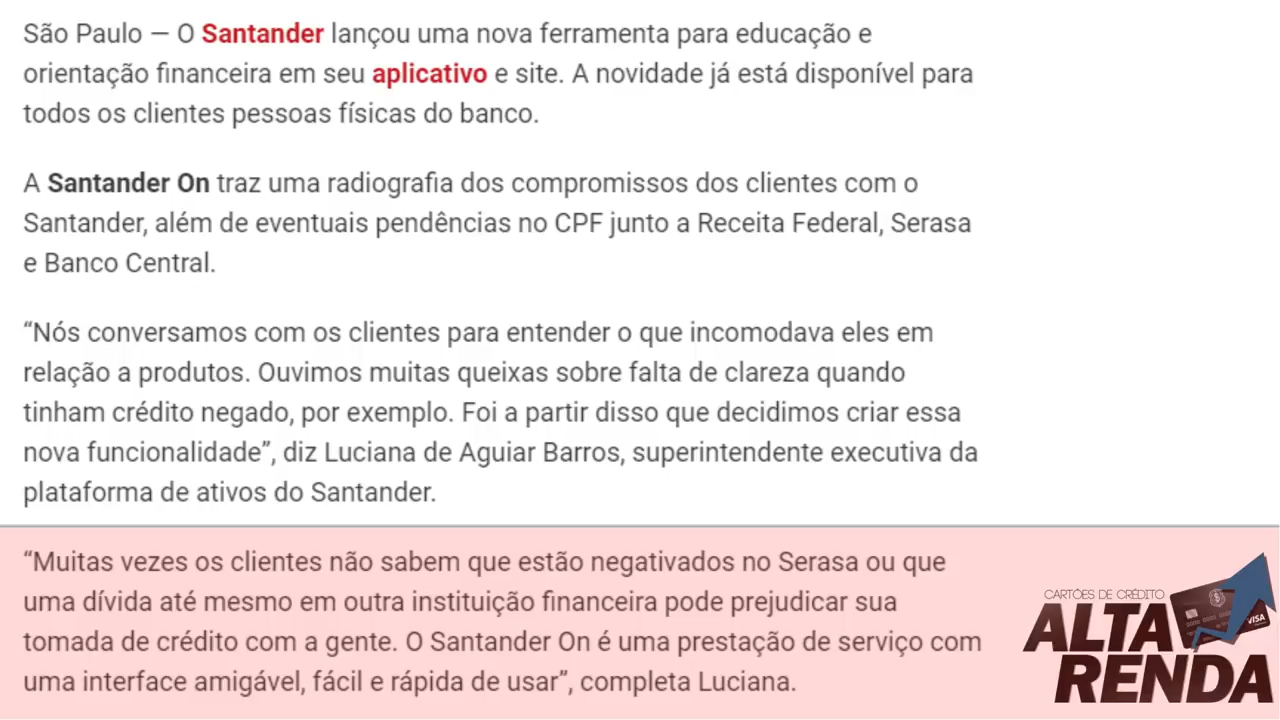 São Paulo — O Santander lançou uma nova ferramenta para educação e
orientação financeira em seu aplicativo e site. A novidade já está disponível para
todos os clientes pessoas físicas do banco.
A Santander On traz uma radiografia dos compromissos dos clientes com o
Santander, além de eventuais pendências no CPF junto a Receita Federal, Serasa
e Banco Central.
“Nós conversamos com os clientes para entender o que incomodava eles em
relação a produtos. Ouvimos muitas queixas sobre falta de clareza quando
tinham crédito negado, por exemplo. Foi a partir disso que decidimos criar essa
nova funcionalidade”, diz Luciana de Aguiar Barros, superintendente executiva da
plataforma de ativos do Santander.
“Muitas vezes os clientes não sabem que estão negativados no Serasa ou que
uma dívida até mesmo em outra instituição financeira pode prejudicar sua
tomada de crédito com a gente. O Santander On é uma prestação de serviço com
uma interface amigável, fácil e rápida de usar”, completa Luciana.
CARTÕES DE CRÉDITO
ALTA
VISA
RENDA